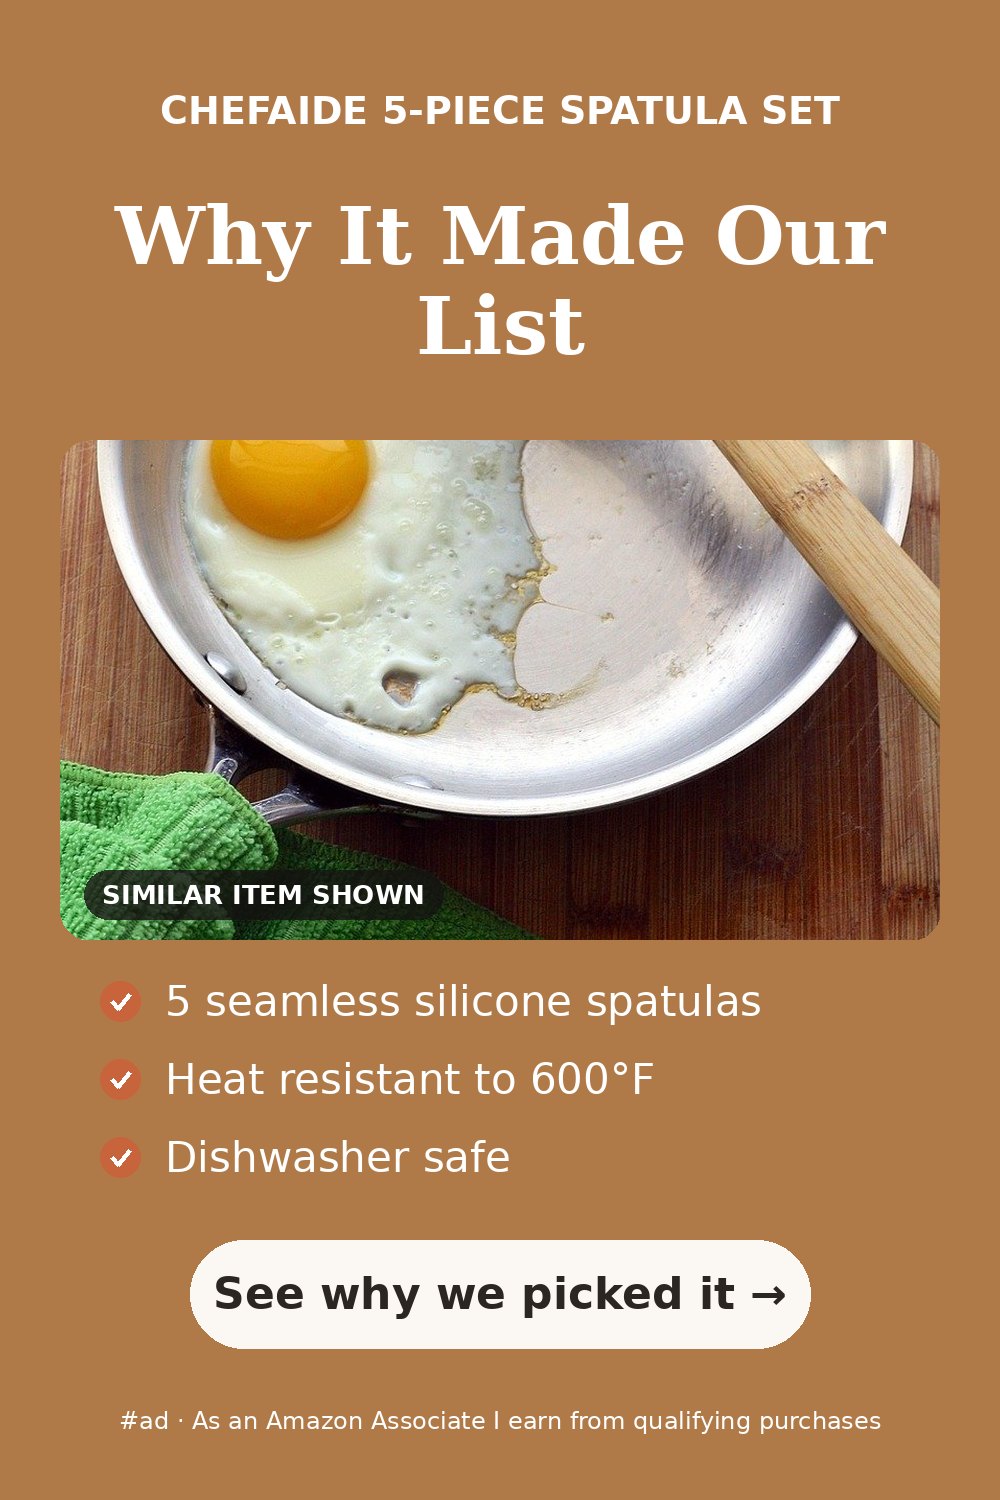 CHEFAIDE 5-PIECE SPATULA SET
Why It Made Our
List
SIMILAR ITEM SHOWN
5 seamless silicone spatulas
Heat resistant to 600°F
Dishwasher safe
See why we picked it →
#ad · As an Amazon Associate I earn from qualifying purchases